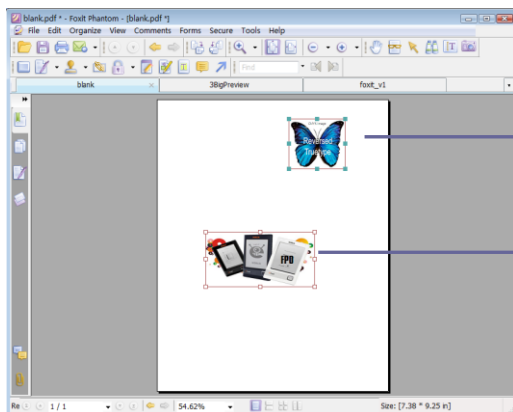 blank.pdf * - Foxit Phantom - [blank.pdf *]
File Edit Organize View Comments Forms Secure Tools Help
Find
blank 3BigPreview foxit_v1
Reversed
Truetype
FPD
1 / 1 54.62% Size: [7.38 * 9.25 in]